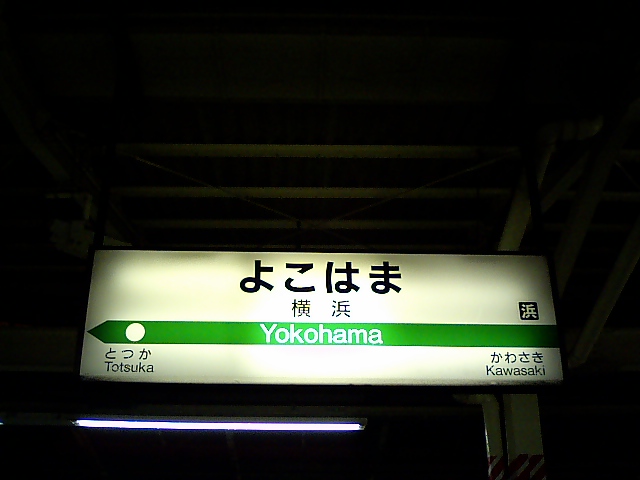 よこはま
横浜
浜
Yokohama
とつか
かわさき
Totsuka
Kawasaki